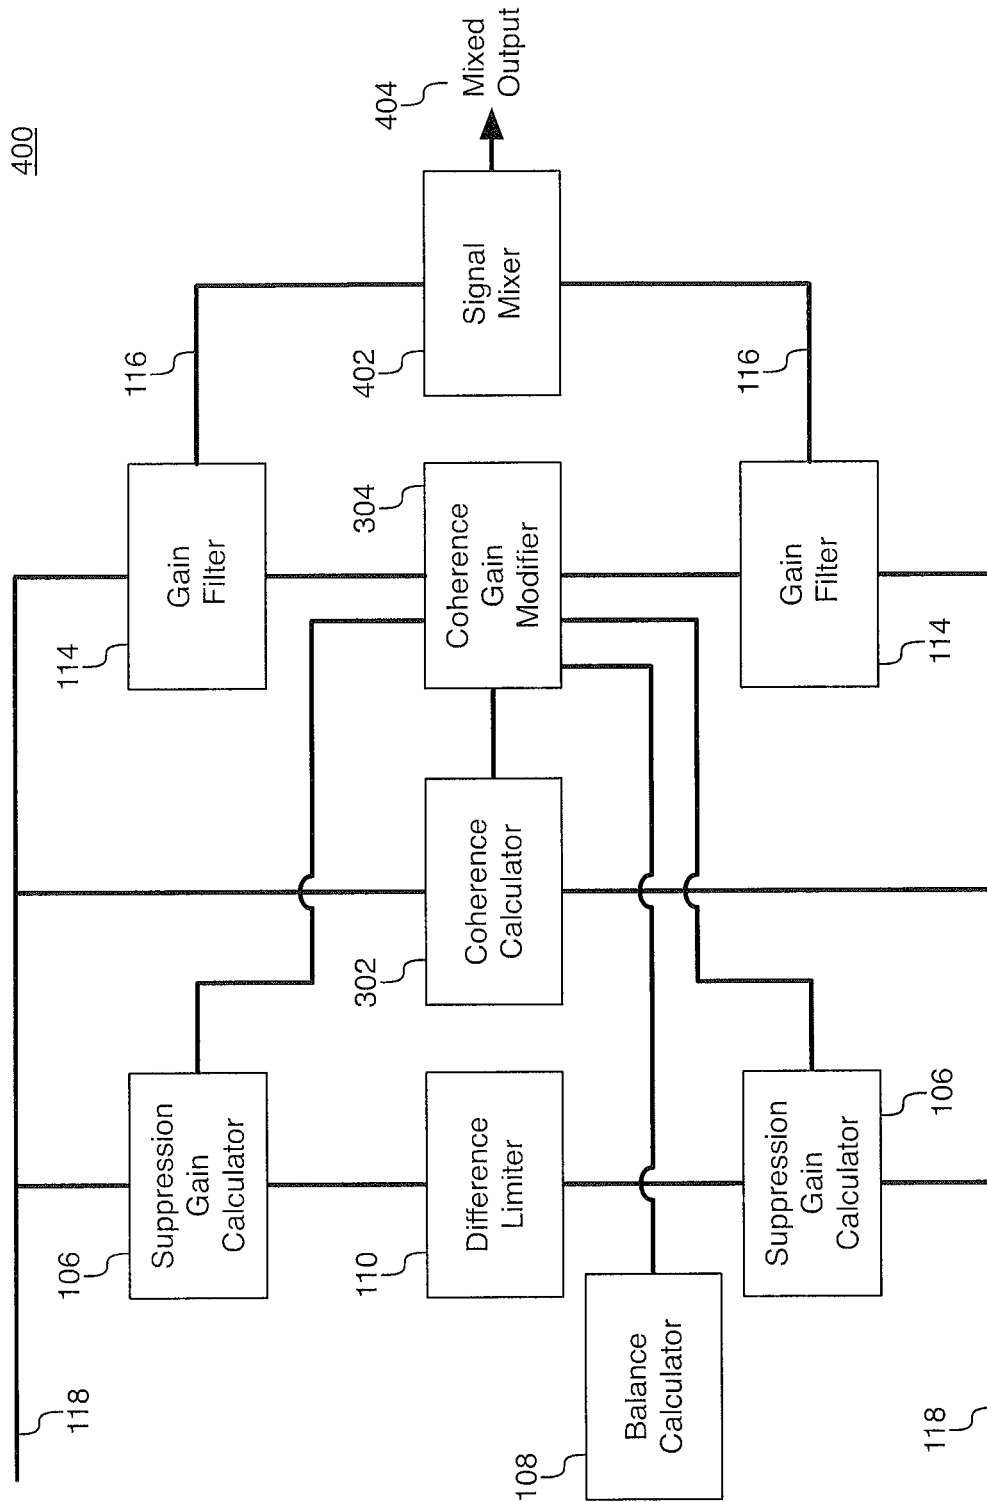 400
118
106
Suppression
Gain
Calculator
114
Gain
Filter
116
404
Mixed
Output
110
Difference
Limiter
302
Coherence
Calculator
304
Coherence
Gain
Modifier
402
Signal
Mixer
108
Balance
Calculator
106
Suppression
Gain
Calculator
114
Gain
Filter
116
118